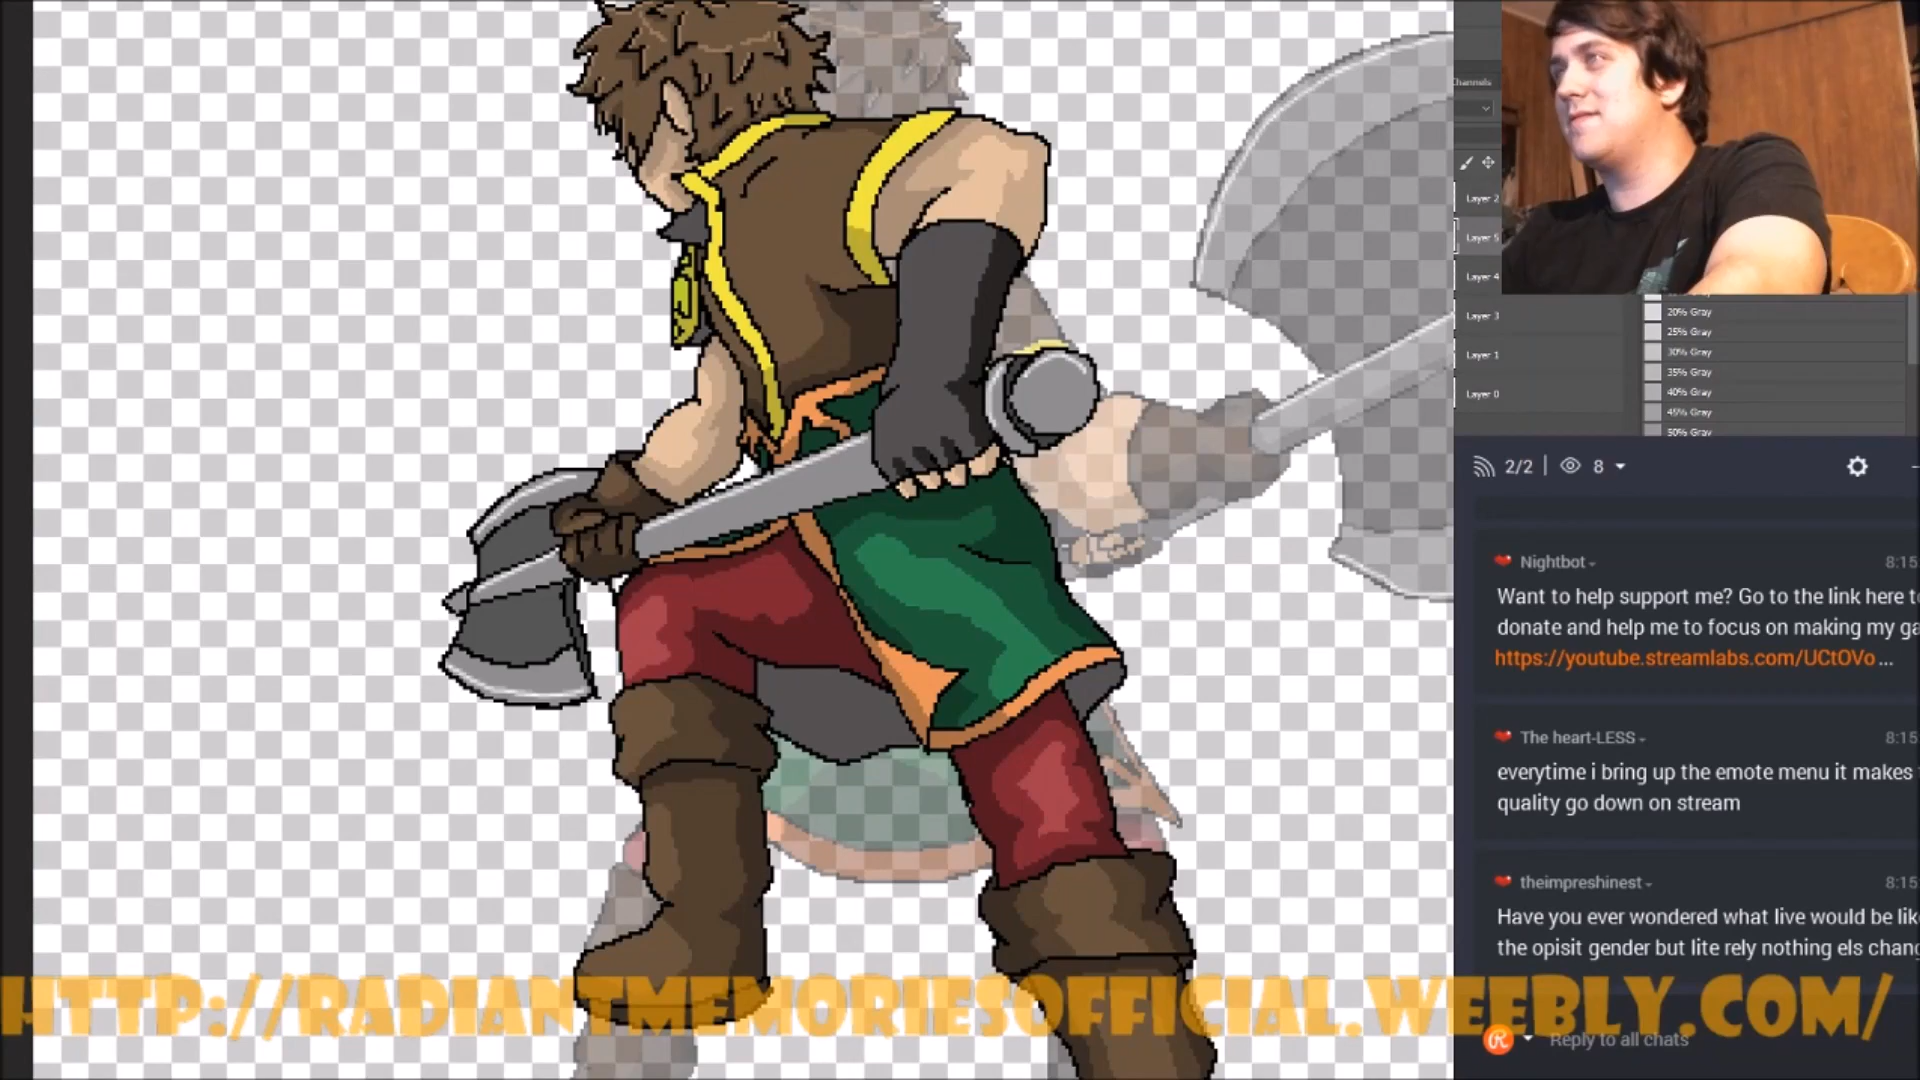 Channels
Layer 2
Layer 5
Layer 4
Layer 3
Layer 1
Layer 0
20% Gray
25% Gray
30% Gray
35% Gray
40% Gray
45% Gray
50% Gray
2/2 | 8
Nightbot 8:15
Want to help support me? Go to the link here to
donate and help me to focus on making my ga
https://youtube.streamlabs.com/UCtOVo...
The heart-LESS 8:15
everytime i bring up the emote menu it makes
quality go down on stream
theimpreshinest 8:15
Have you ever wondered what live would be lik
the opisit gender but lite rely nothing els chang
HTTP://RADIANTMEMORIESOFFICIAL.WEEBLY.COM/
Reply to all chats